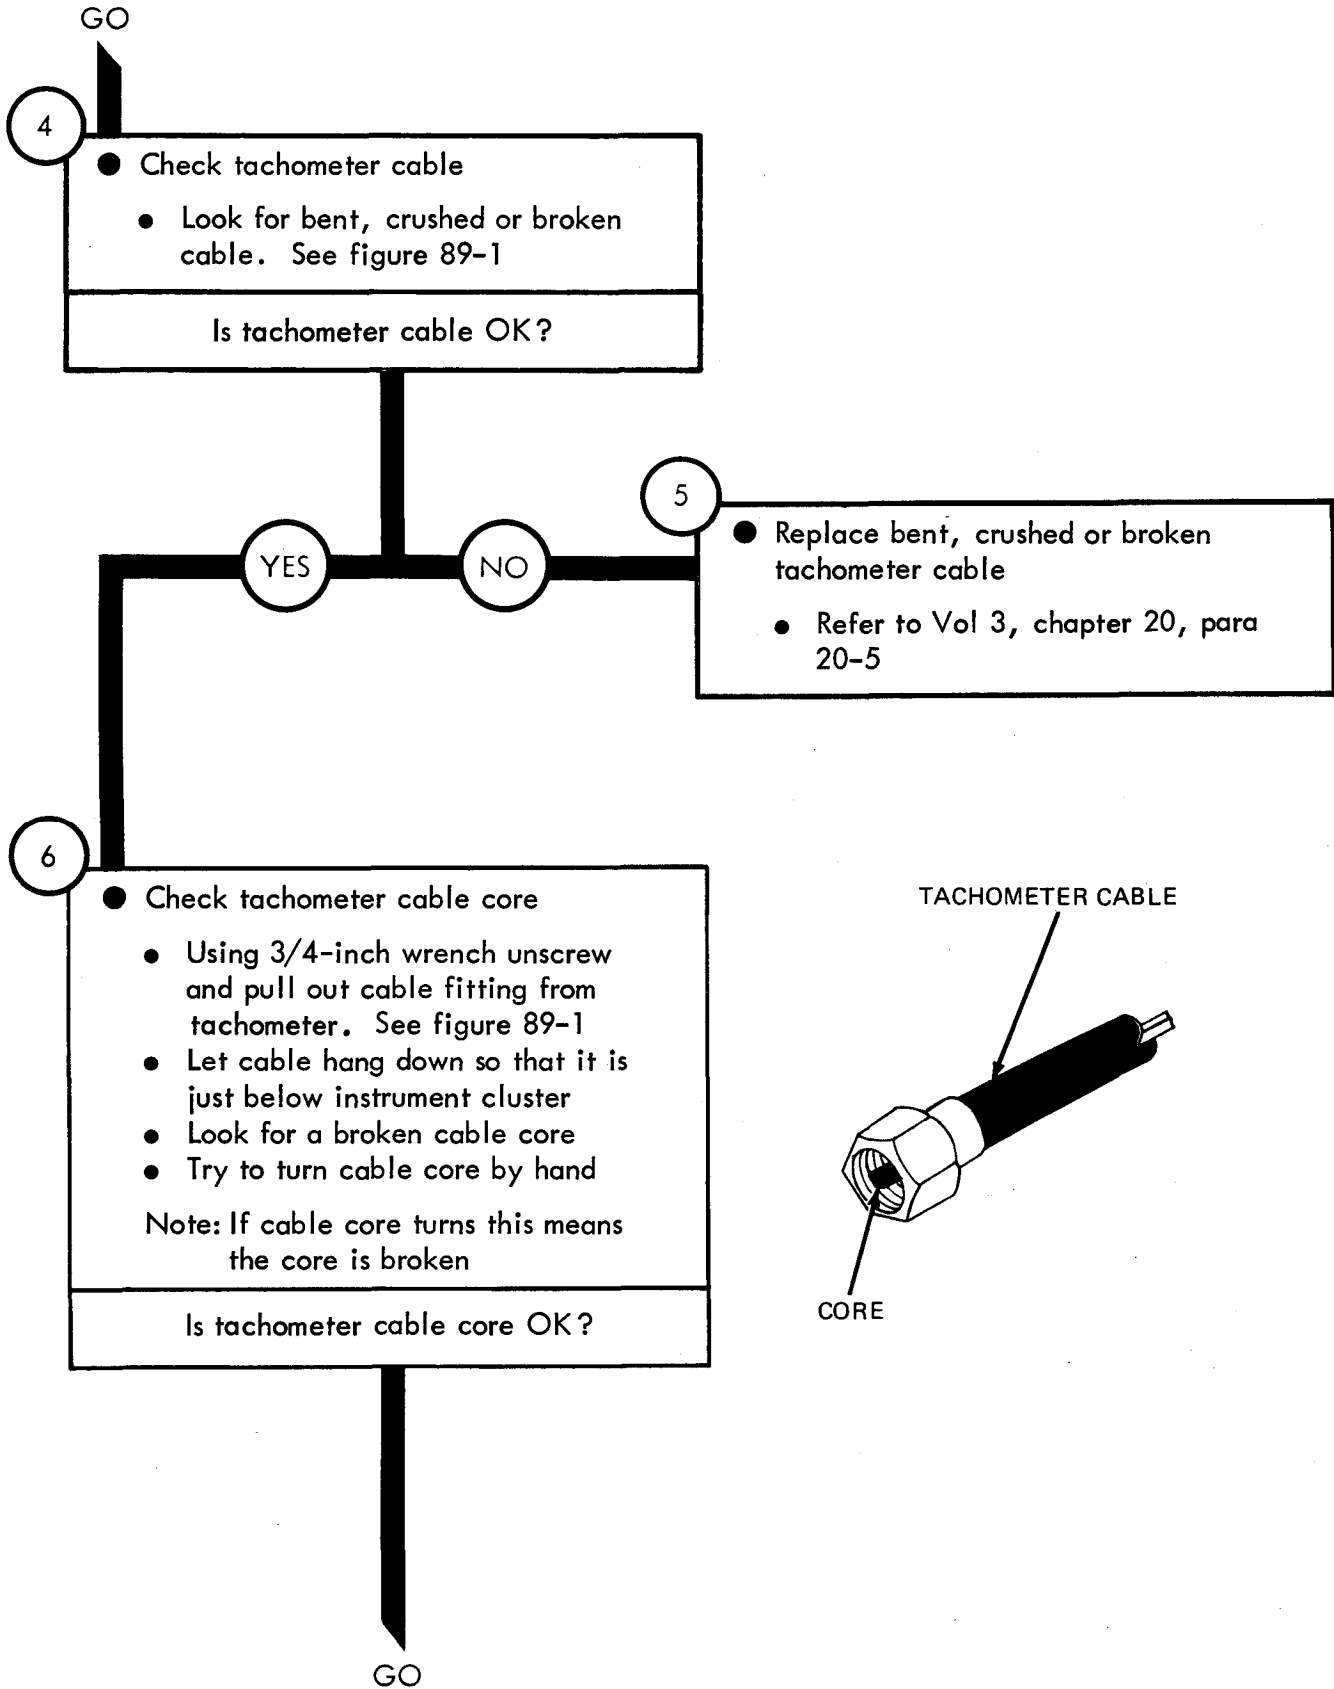 GO
4
● Check tachometer cable
● Look for bent, crushed or broken
cable. See figure 89-1
Is tachometer cable OK?
YES
NO
5
● Replace bent, crushed or broken
tachometer cable
● Refer to Vol 3, chapter 20, para
20-5
6
● Check tachometer cable core
● Using 3/4-inch wrench unscrew
and pull out cable fitting from
tachometer. See figure 89-1
● Let cable hang down so that it is
just below instrument cluster
● Look for a broken cable core
● Try to turn cable core by hand
Note: If cable core turns this means
the core is broken
Is tachometer cable core OK?
TACHOMETER CABLE
CORE
GO